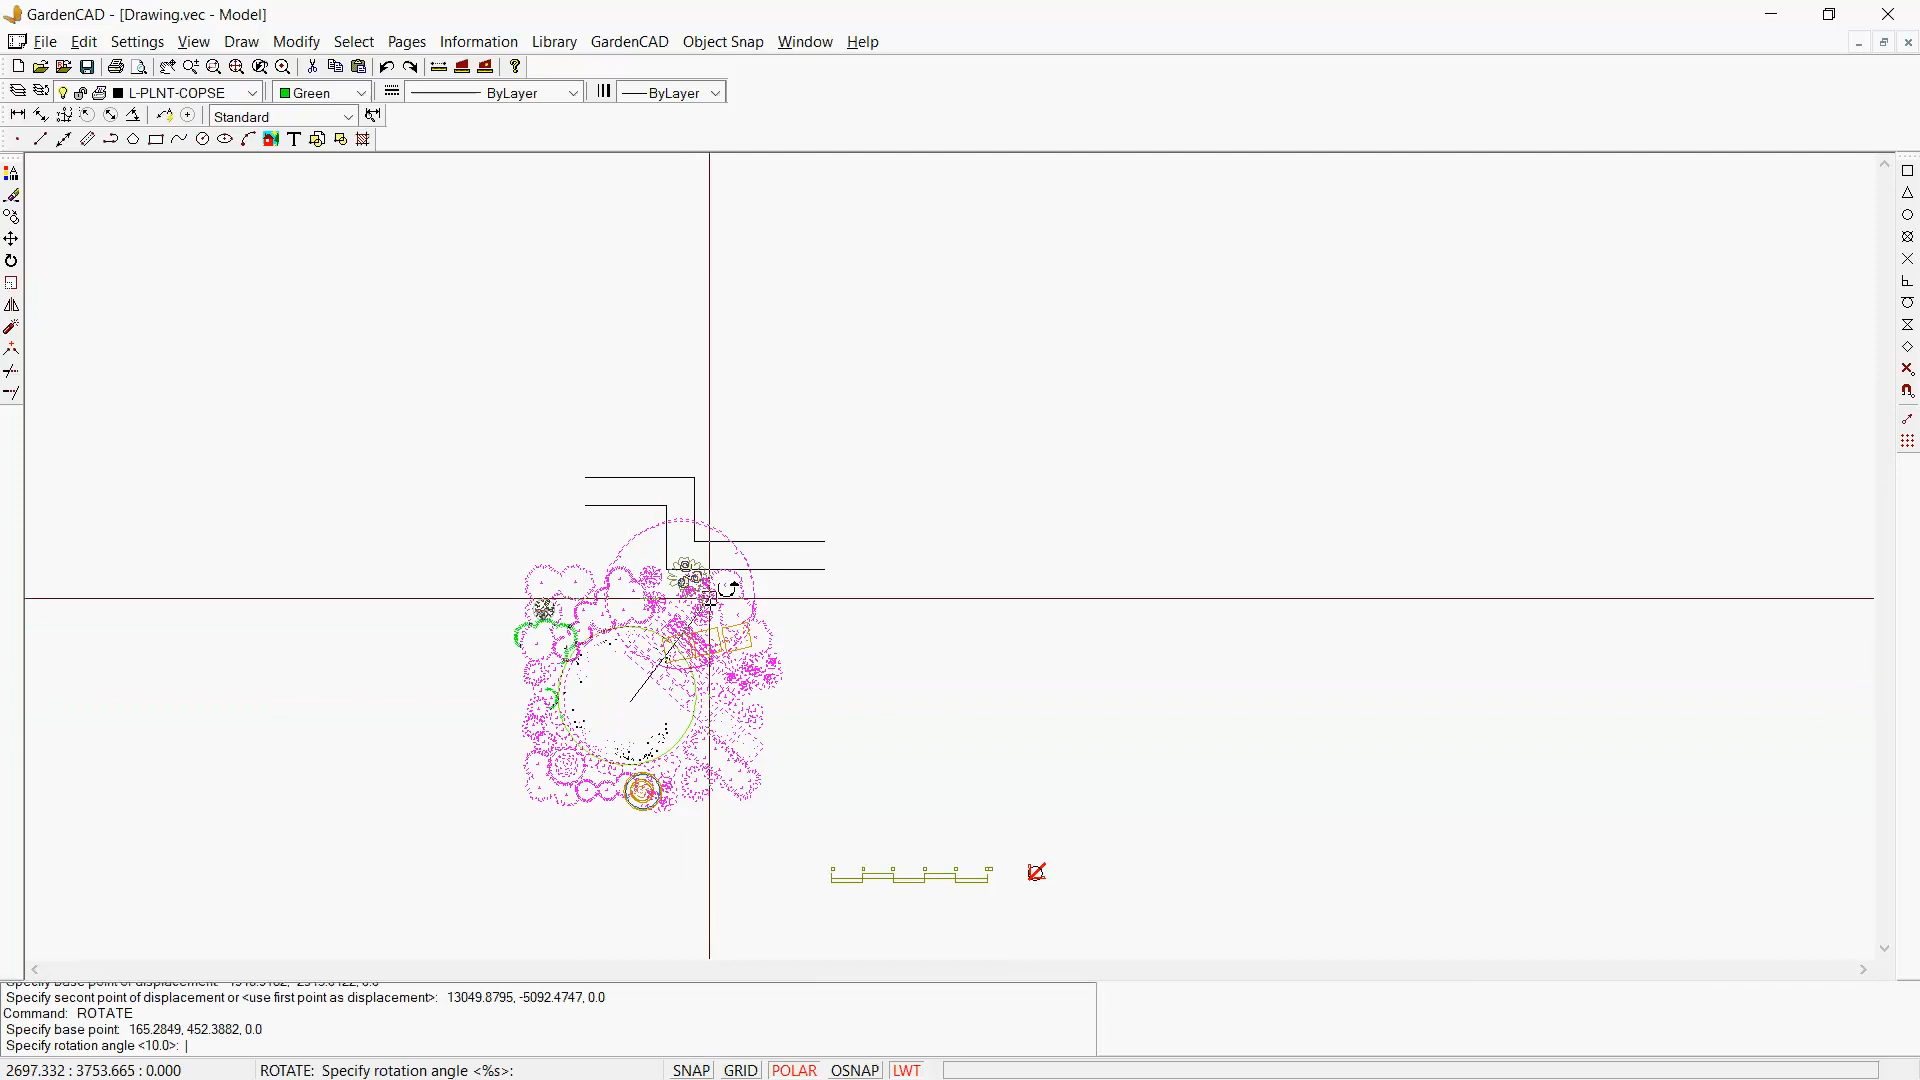 GardenCAD - [Drawing.vec - Model]
File Edit Settings View Draw Modify Select Pages Information Library GardenCAD Object Snap Window Help
L-PLNT-COPSE Green ByLayer ByLayer
Standard
Specify secont point of displacement or <use first point as displacement>: 13049.8795, -5092.4747, 0.0
Command: ROTATE
Specify base point: 165.2849, 452.3882, 0.0
Specify rotation angle <10.0>:
2697.332 : 3753.665 : 0.000 ROTATE: Specify rotation angle <%s>: SNAP GRID POLAR OSNAP LWT